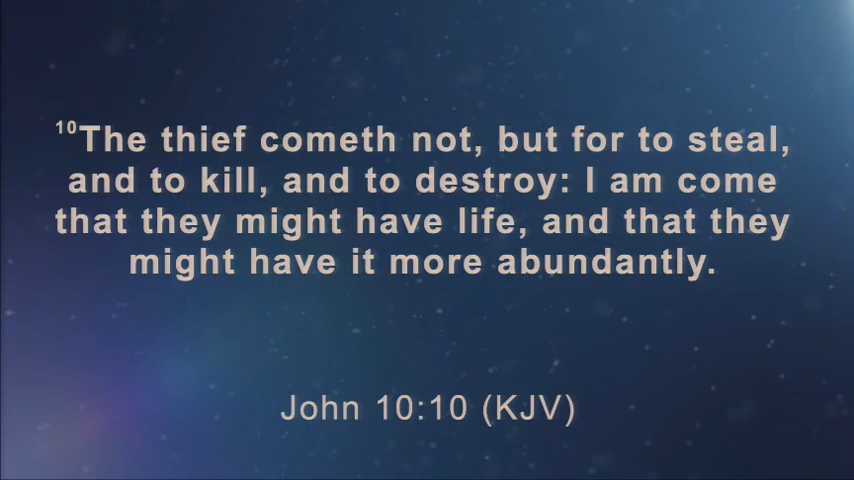 ¹⁰The thief cometh not, but for to steal,
and to kill, and to destroy: I am come
that they might have life, and that they
might have it more abundantly.
John 10:10 (KJV)